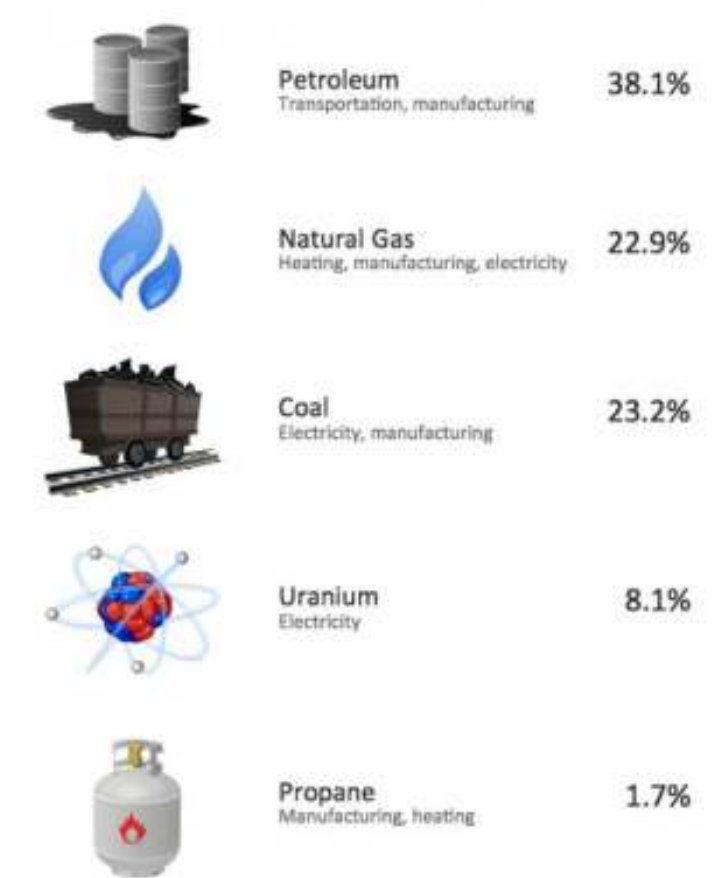 Petroleum 38.1%
Transportation, manufacturing
Natural Gas 22.9%
Heating, manufacturing, electricity
Coal 23.2%
Electricity, manufacturing
Uranium 8.1%
Electricity
Propane 1.7%
Manufacturing, heating